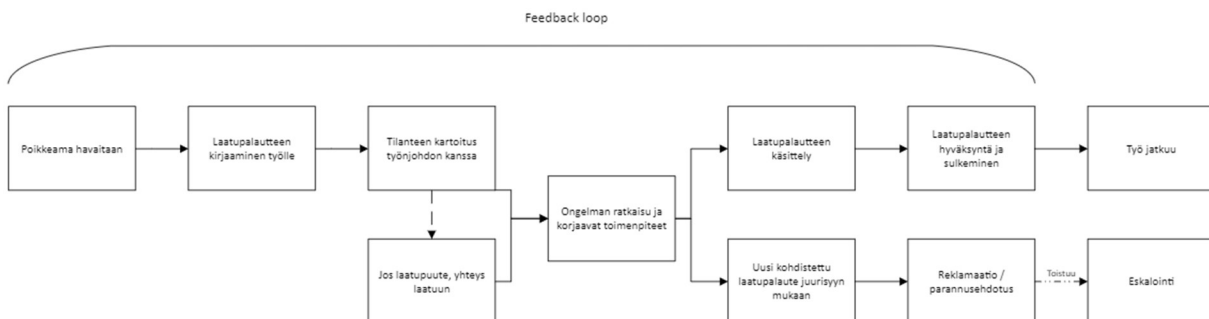 Feedback loop
Poikkeama havaitaan
Laatupalautteen
kirjaaminen työlle
Tilanteen kartoitus
työnjohdon kanssa
Jos laatupuute, yhteys
laatuun
Ongelman ratkaisu ja
korjaavat toimenpiteet
Laatupalautteen
käsittely
Laatupalautteen
hyväksyntä ja
sulkeminen
Työ jatkuu
Uusi kohdistettu
laatupalaute juurisyyn
mukaan
Reklamaatio /
parannusehdotus
Toistuu
Eskalointi